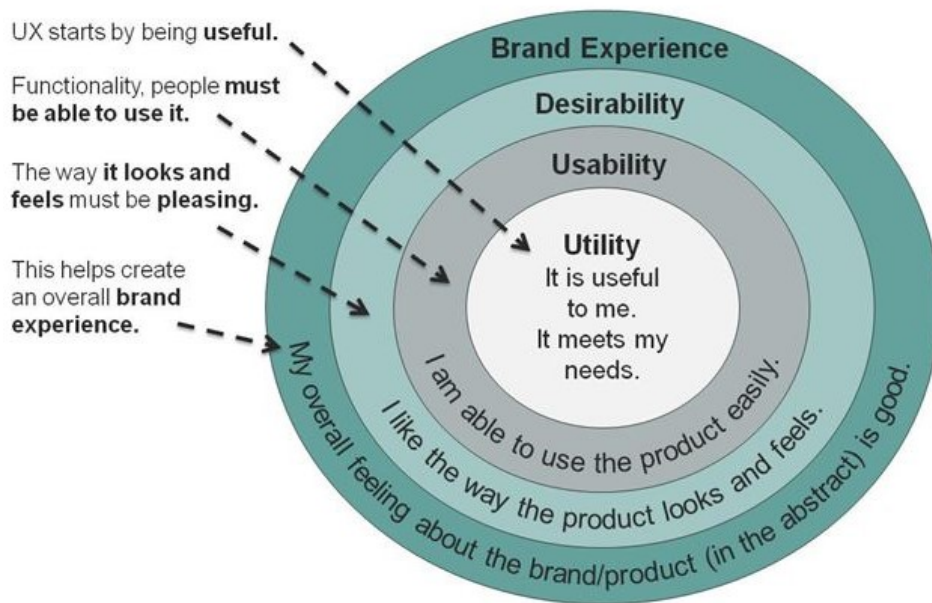 UX starts by being useful.
Functionality, people must
be able to use it.
The way it looks and
feels must be pleasing.
This helps create
an overall brand
experience.
Brand Experience
Desirability
Usability
Utility
It is useful
to me.
It meets my
needs.
I am able to use the product easily.
I like the way the product looks and feels.
My overall feeling about the brand/product (in the abstract) is good.